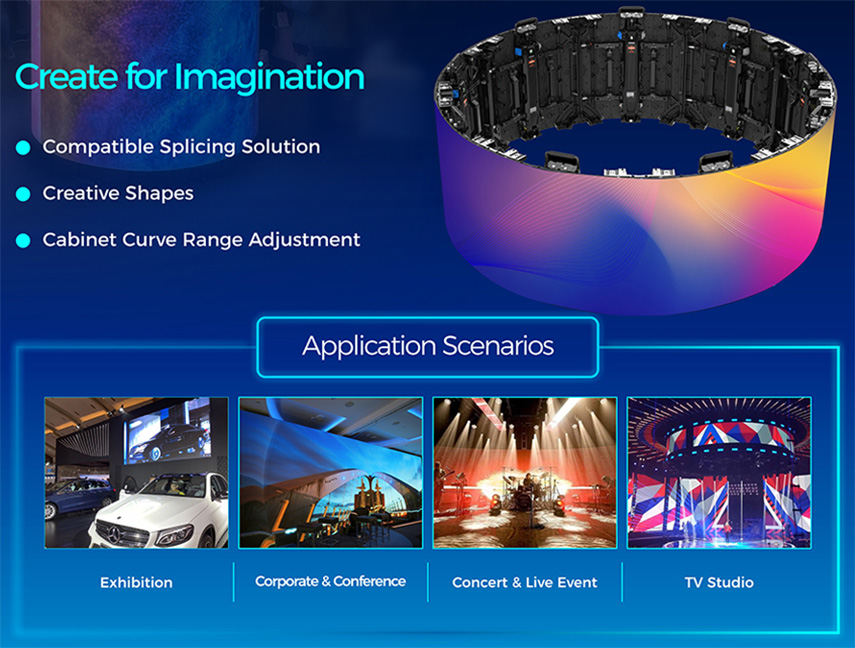 Create for Imagination
Compatible Splicing Solution
Creative Shapes
Cabinet Curve Range Adjustment
Application Scenarios
Exhibition
Corporate & Conference
Concert & Live Event
TV Studio